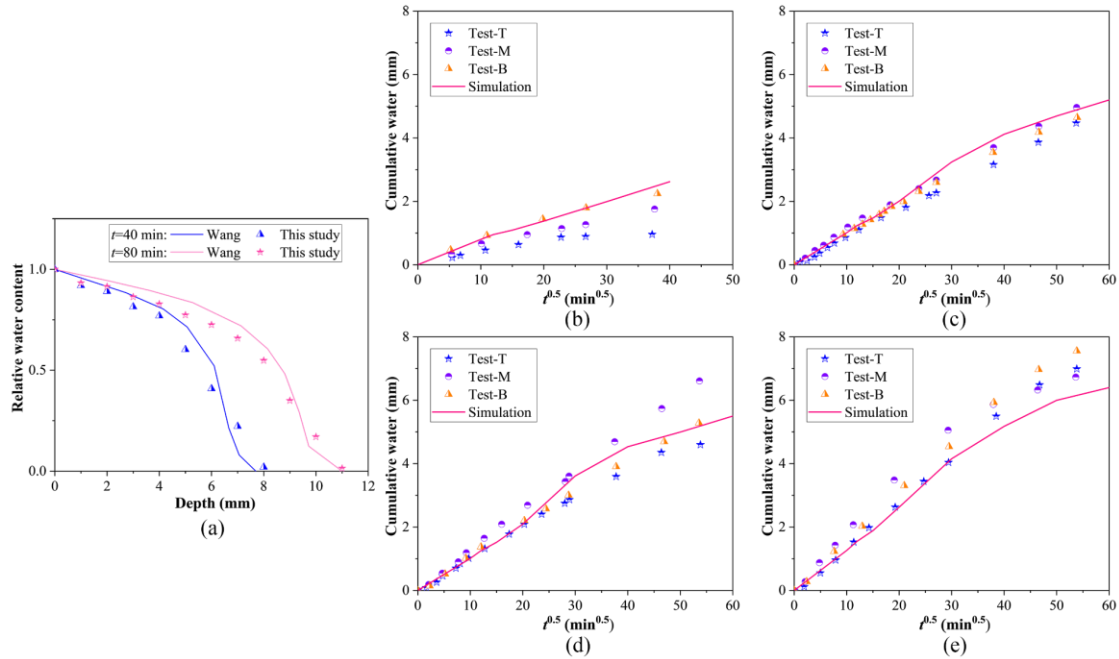 Relative water content
1.0
0.5
0.0
t=40 min: Wang This study
t=80 min: Wang This study
0 2 4 6 8 10 12
Depth (mm)
(a)
Cumulative water (mm)
8
6
4
2
0
Test-T
Test-M
Test-B
Simulation
0 10 20 30 40 50
t^0.5 (min^0.5)
(b)
Cumulative water (mm)
8
6
4
2
0
Test-T
Test-M
Test-B
Simulation
0 10 20 30 40 50 60
t^0.5 (min^0.5)
(c)
Cumulative water (mm)
8
6
4
2
0
Test-T
Test-M
Test-B
Simulation
0 10 20 30 40 50 60
t^0.5 (min^0.5)
(d)
Cumulative water (mm)
8
6
4
2
0
Test-T
Test-M
Test-B
Simulation
0 10 20 30 40 50 60
t^0.5 (min^0.5)
(e)